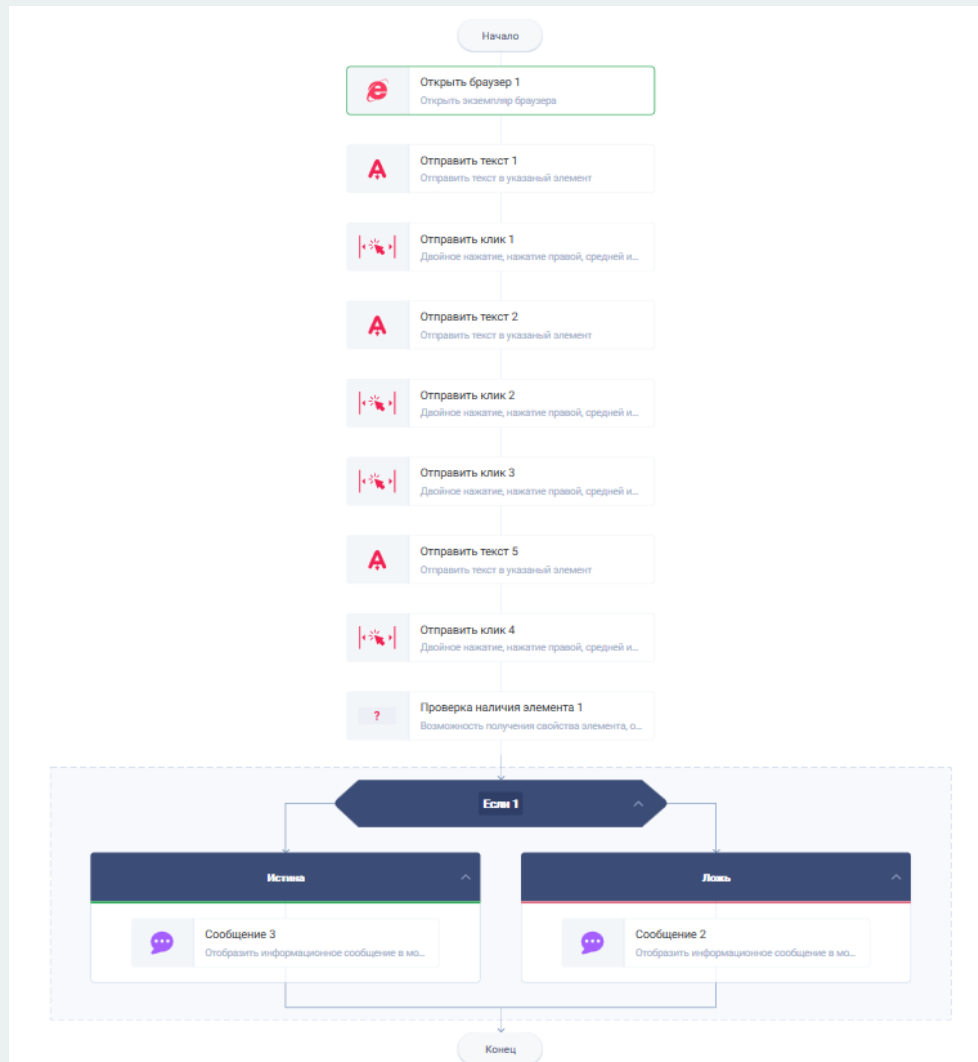 Начало
Открыть браузер 1
Открыть экземпляр браузера
Отправить текст 1
Отправить текст в указаный элемент
Отправить клик 1
Двойное нажатие, нажатие правой, средней и...
Отправить текст 2
Отправить текст в указаный элемент
Отправить клик 2
Двойное нажатие, нажатие правой, средней и...
Отправить клик 3
Двойное нажатие, нажатие правой, средней и...
Отправить текст 5
Отправить текст в указаный элемент
Отправить клик 4
Двойное нажатие, нажатие правой, средней и...
?
Проверка наличия элемента 1
Возможность получения свойства элемента, о...
Если 1
Истина
Ложь
Сообщение 3
Отобразить информационное сообщение в мо...
Сообщение 2
Отобразить информационное сообщение в мо...
Конец